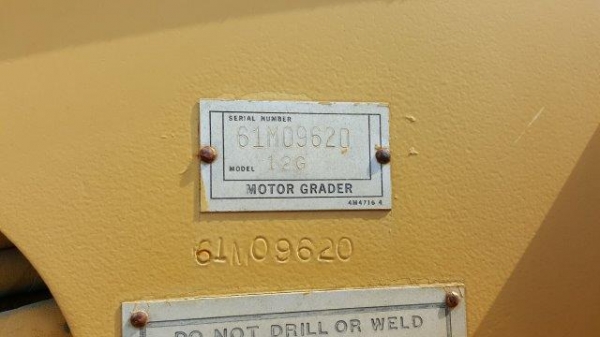 SERIAL NUMBER
61M09620
MODEL 12G
MOTOR GRADER
4M4716 4
61M09620
DO NOT DRILL OR WELD